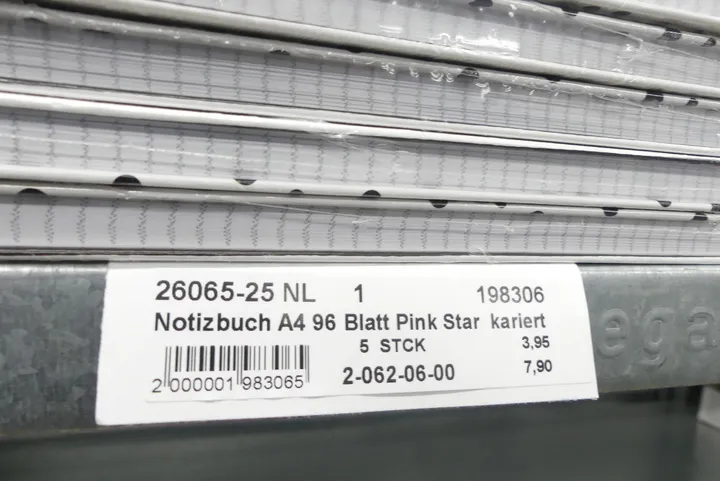 26065-25 NL 1 198306
Notizbuch A4 96 Blatt Pink Star kariert
5 STCK 3,95
2 000001 983065 2-062-06-00 7,90
ega